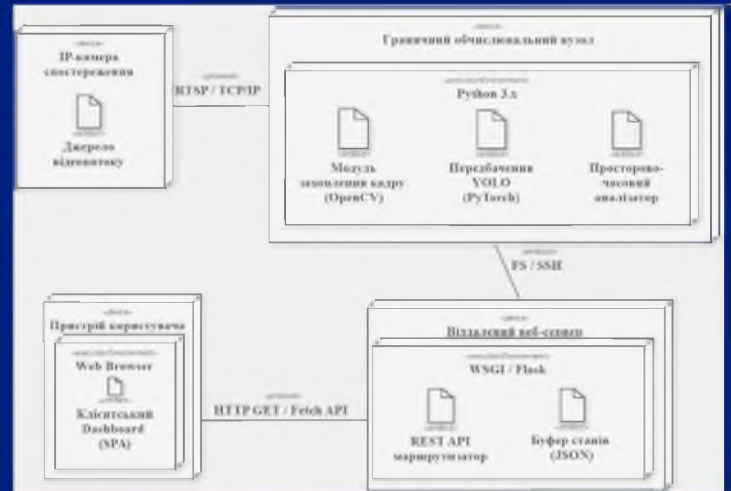 IP-камера
спостереження
Джерело
відеопотоку
RTSP / TCP/IP
Граничний обчислювальний вузол
Python 3.x
Модуль
захоплення кадру
(OpenCV)
Передбачення
YOLO
(PyTorch)
Просторово-
часовий
аналізатор
FS / SSH
Пристрій користувача
Web Browser
Клієнтський
Dashboard
(SPA)
HTTP GET / Fetch API
Віддалений веб-сервер
WSGI / Flask
REST API
маршрутизатор
Буфер станів
(JSON)